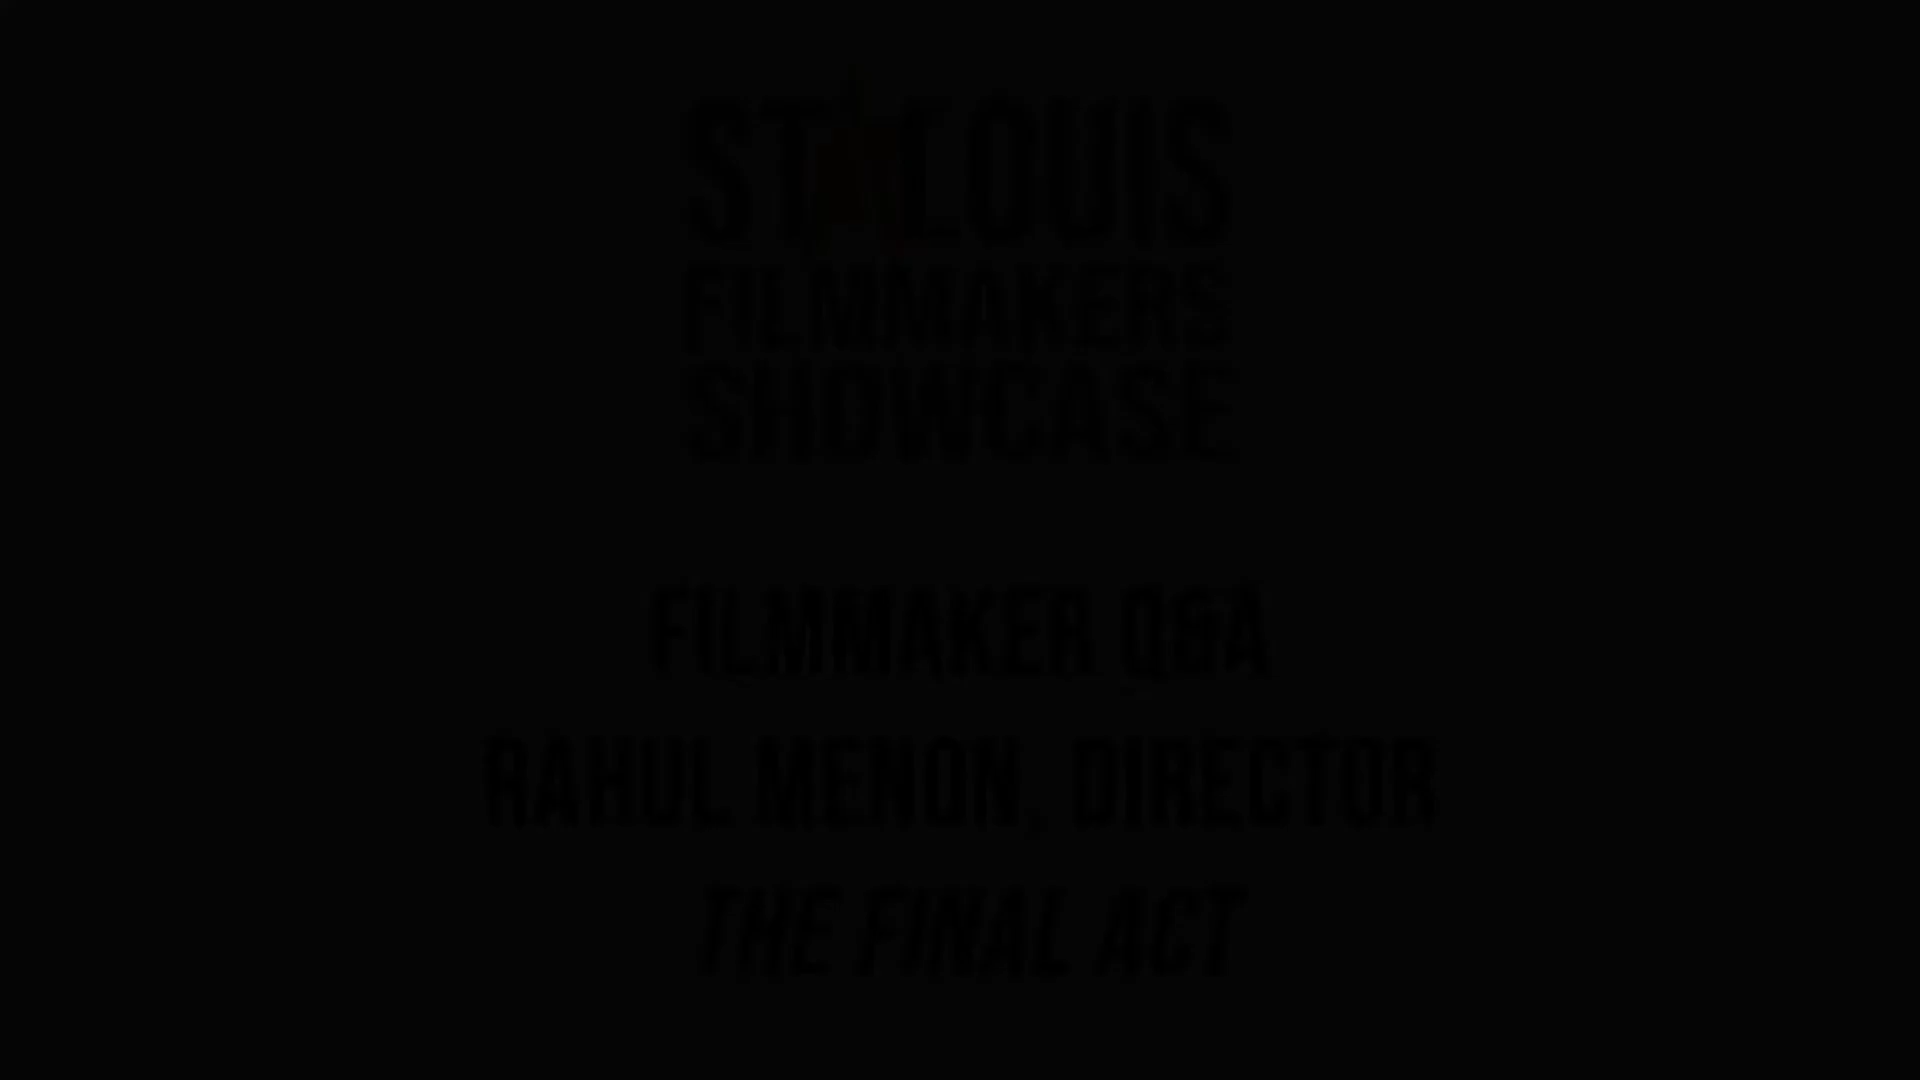 ST LOUIS
FILMMAKERS
SHOWCASE
FILMMAKER Q&A
RAHUL MENON, DIRECTOR
THE FINAL ACT